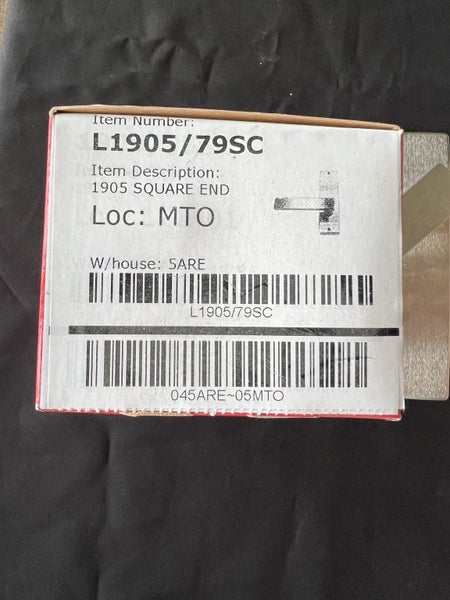 Item Number:
L1905/79SC
Item Description:
1905 SQUARE END
Loc: MTO
W/house: 5ARE
L1905/79SC
045ARE~05MTO